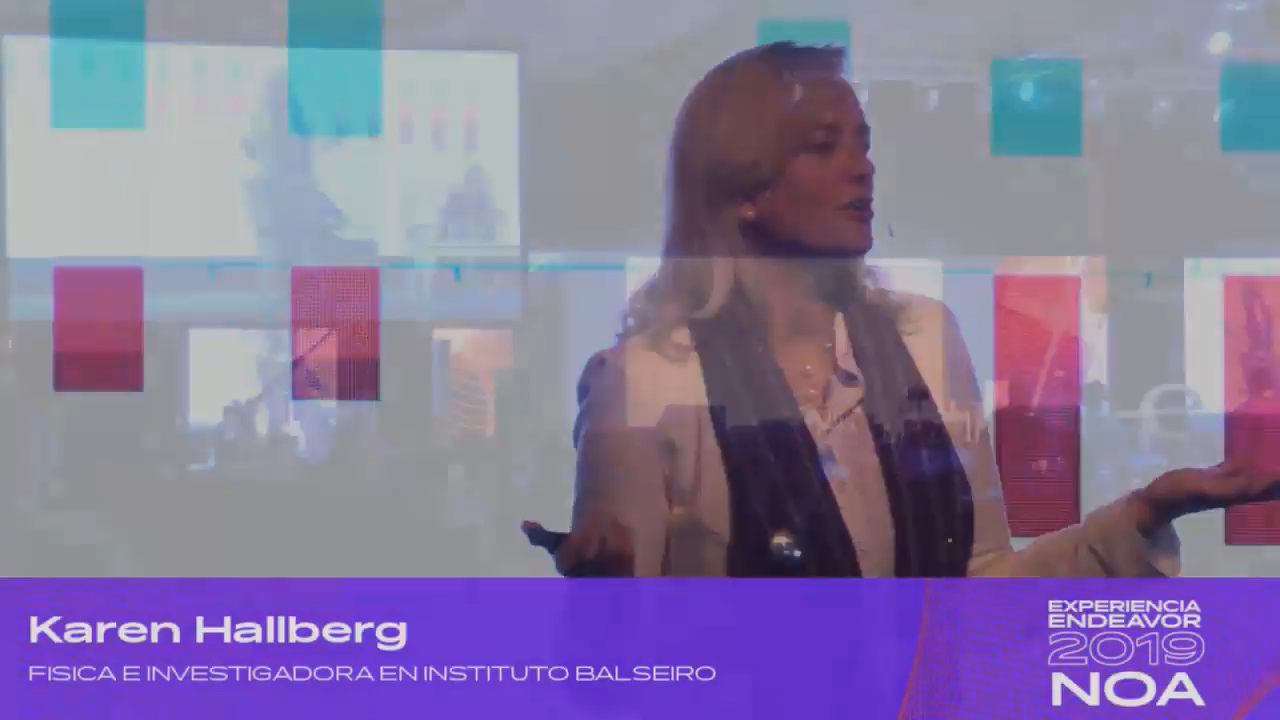 Karen Hallberg
FISICA E INVESTIGADORA EN INSTITUTO BALSEIRO
EXPERIENCIA
ENDEAVOR
2019
NOA